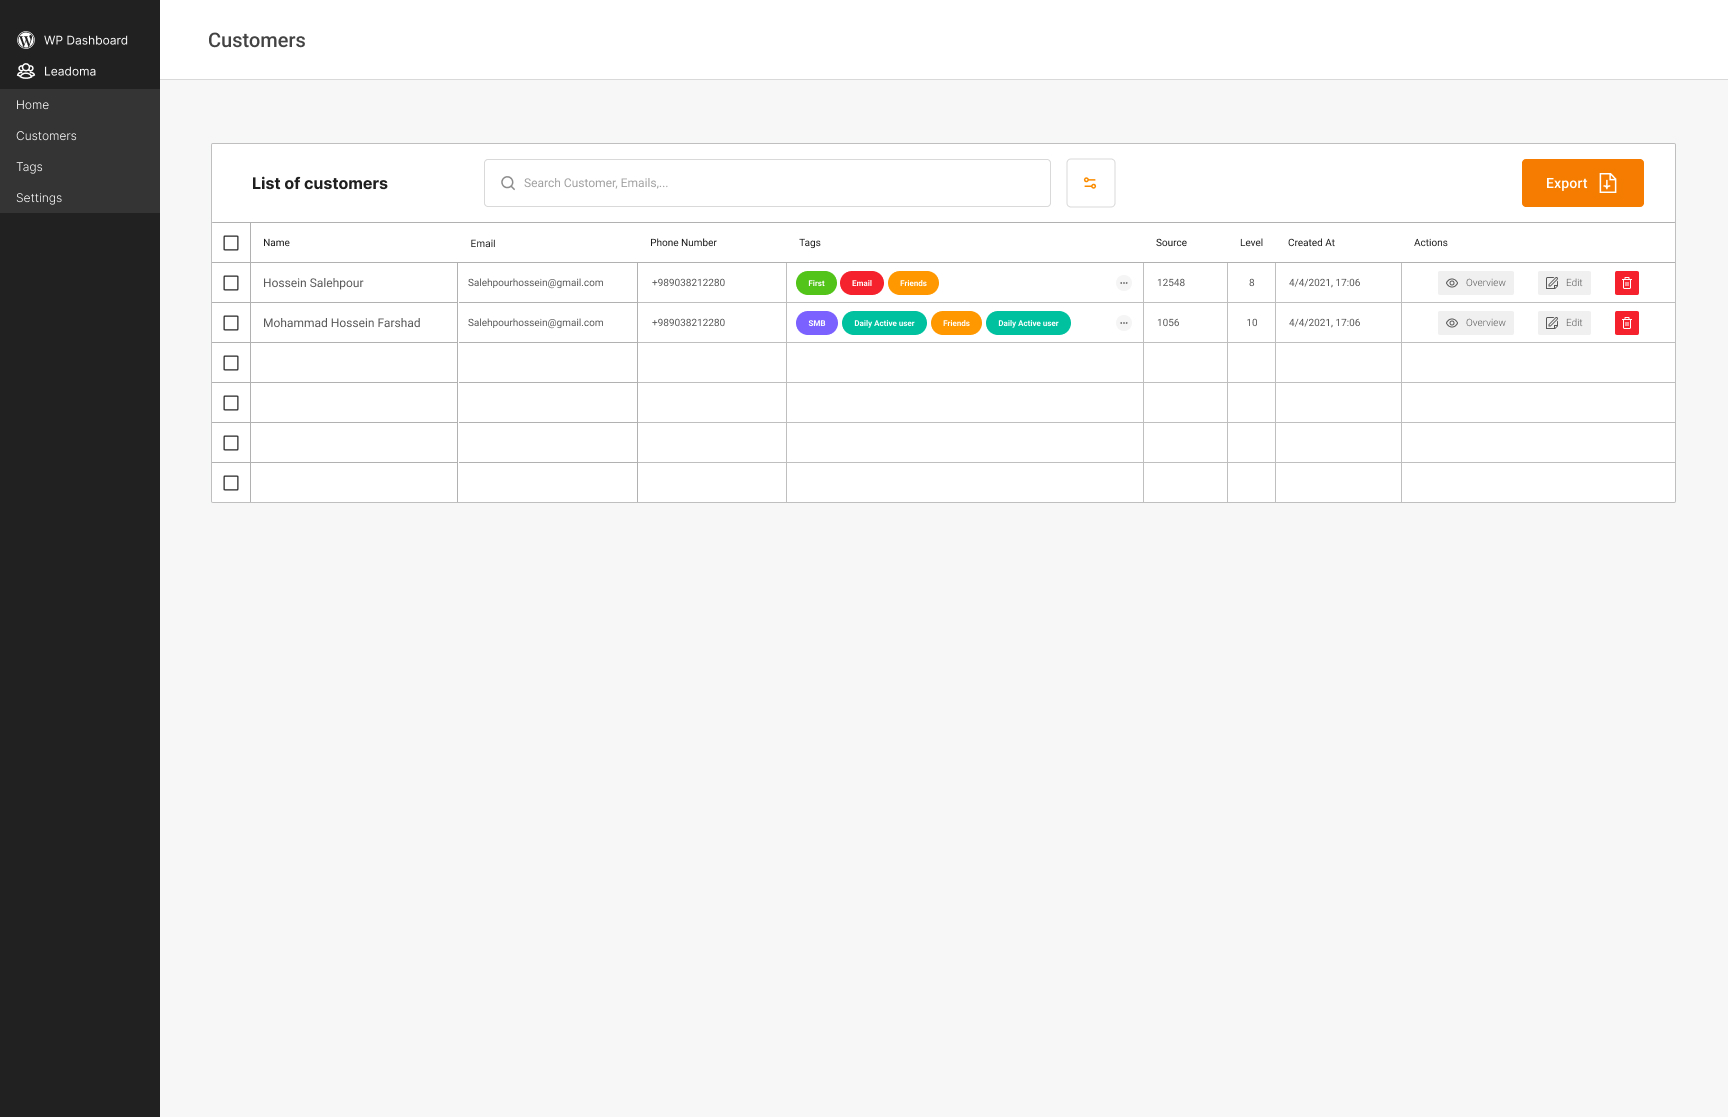 WP Dashboard
Leadoma
Home
Customers
Tags
Settings
Customers
List of customers
Search Customer, Emails,...
Export
Name Email Phone Number Tags Source Level Created At Actions
Hossein Salehpour Salehpourhossein@gmail.com +989038212280 First Email Friends 12548 8 4/4/2021, 17:06 Overview Edit
Mohammad Hossein Farshad Salehpourhossein@gmail.com +989038212280 SMB Daily Active user Friends Daily Active user 1056 10 4/4/2021, 17:06 Overview Edit